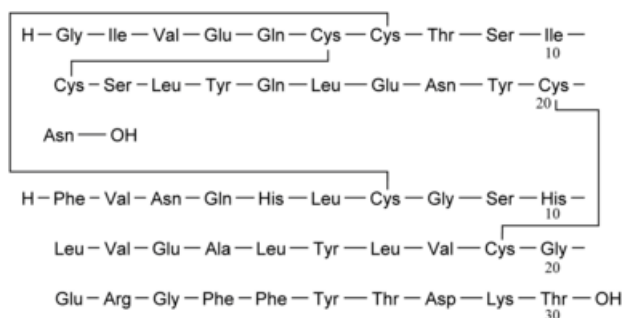 H–Gly–Ile–Val–Glu–Gln–Cys–Cys–Thr–Ser–Ile–
10
Cys–Ser–Leu–Tyr–Gln–Leu–Glu–Asn–Tyr–Cys–
20
Asn—OH
H–Phe–Val–Asn–Gln–His–Leu–Cys–Gly–Ser–His–
10
Leu–Val–Glu–Ala–Leu–Tyr–Leu–Val–Cys–Gly–
20
Glu–Arg–Gly–Phe–Phe–Tyr–Thr–Asp–Lys–Thr–OH
30